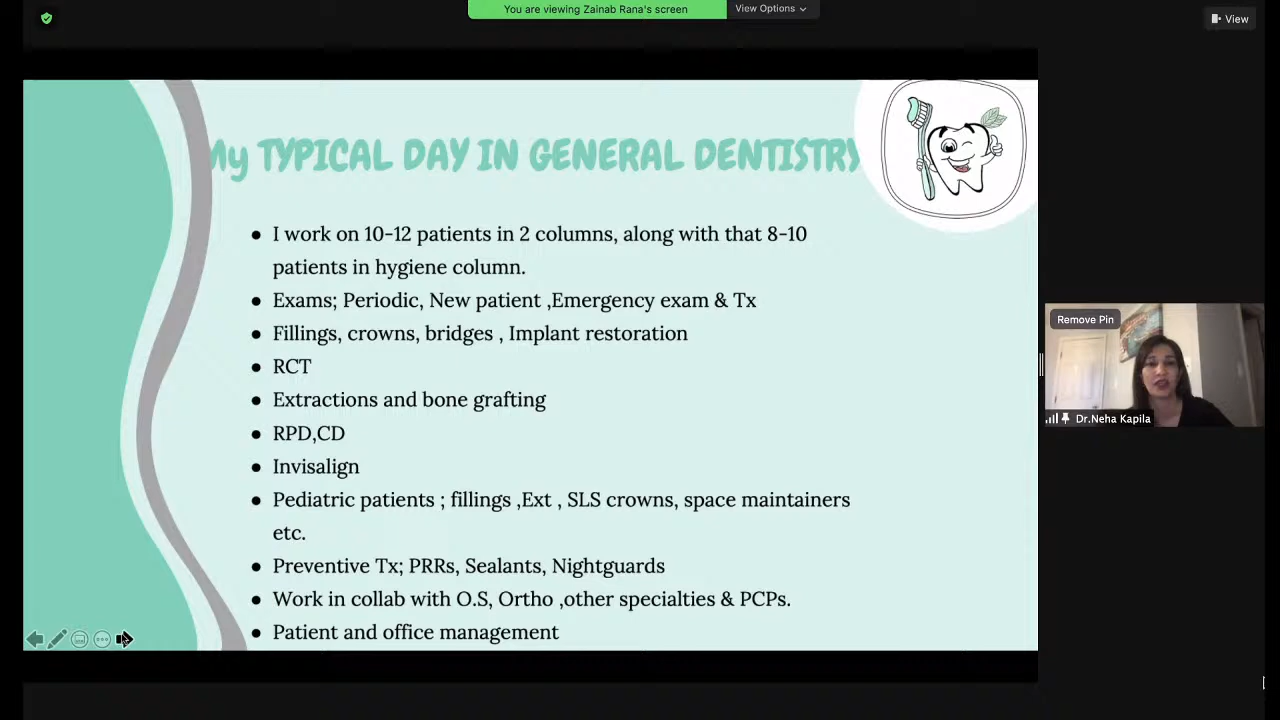 You are viewing Zainab Rana's screen
View Options
View
My TYPICAL DAY IN GENERAL DENTISTRY
I work on 10-12 patients in 2 columns, along with that 8-10
patients in hygiene column.
Exams; Periodic, New patient ,Emergency exam & Tx
Fillings, crowns, bridges , Implant restoration
RCT
Extractions and bone grafting
RPD,CD
Invisalign
Pediatric patients ; fillings ,Ext , SLS crowns, space maintainers
etc.
Preventive Tx; PRRs, Sealants, Nightguards
Work in collab with O.S, Ortho ,other specialties & PCPs.
Patient and office management
Remove Pin
Dr.Neha Kapila